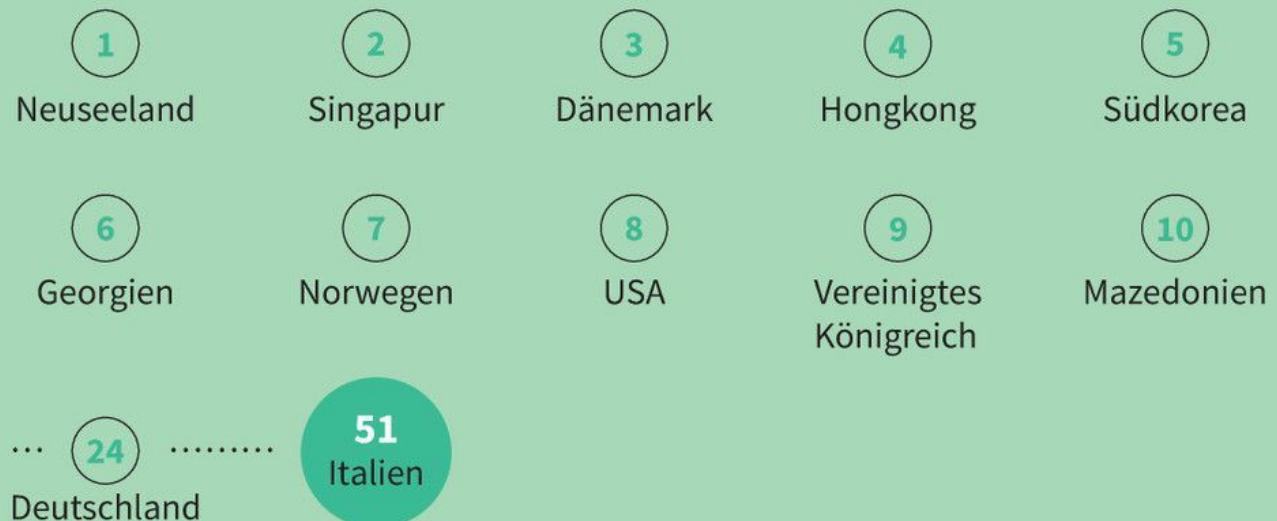 1
Neuseeland
2
Singapur
3
Dänemark
4
Hongkong
5
Südkorea
6
Georgien
7
Norwegen
8
USA
9
Vereinigtes
Königreich
10
Mazedonien
... 24 .........
Deutschland
51
Italien